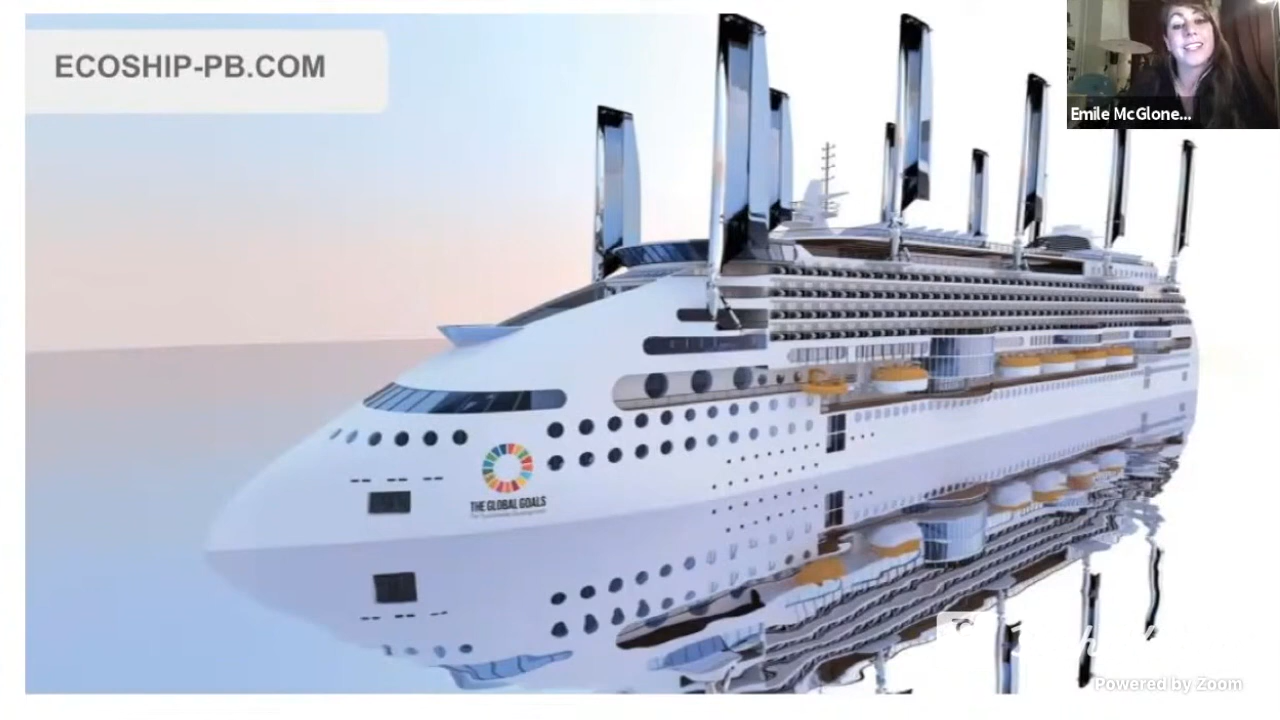 ECOSHIP-PB.COM
Emile McGlone...
THE GLOBAL GOALS
Powered by Zoom